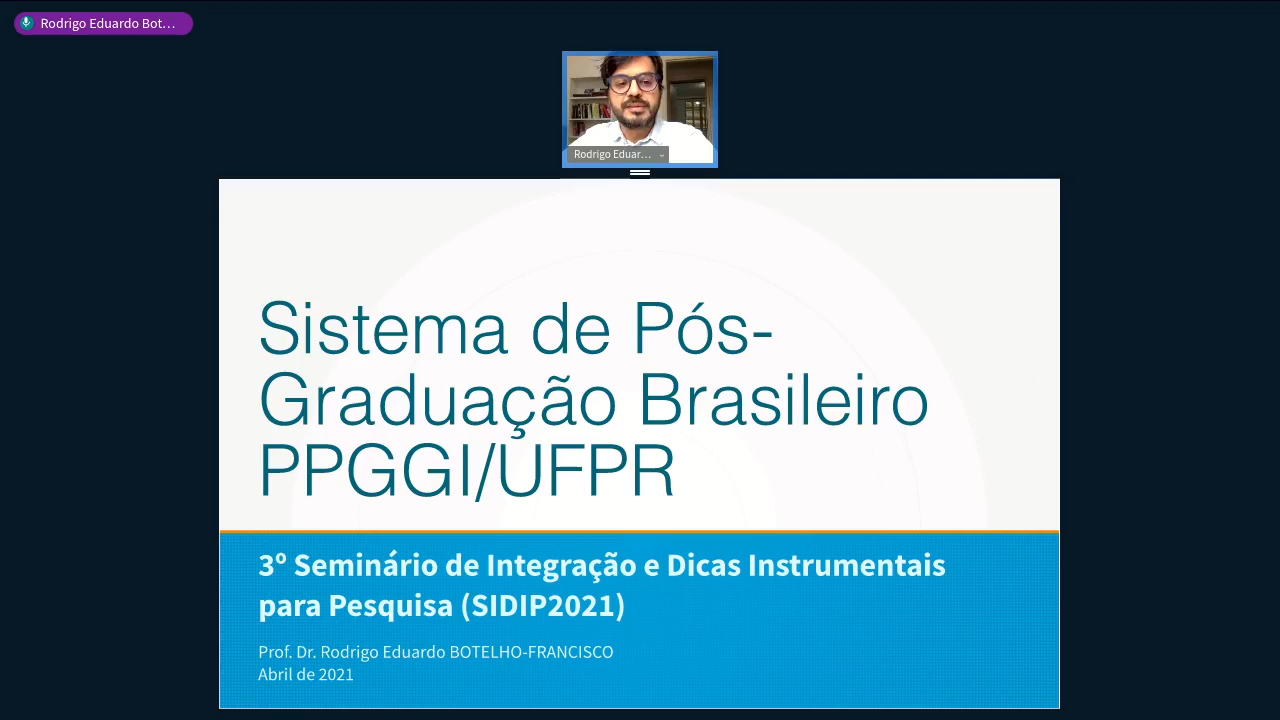 Rodrigo Eduardo Bot...
Rodrigo Eduar...
Sistema de Pós-
Graduação Brasileiro
PPGGI/UFPR
3º Seminário de Integração e Dicas Instrumentais
para Pesquisa (SIDIP2021)
Prof. Dr. Rodrigo Eduardo BOTELHO-FRANCISCO
Abril de 2021